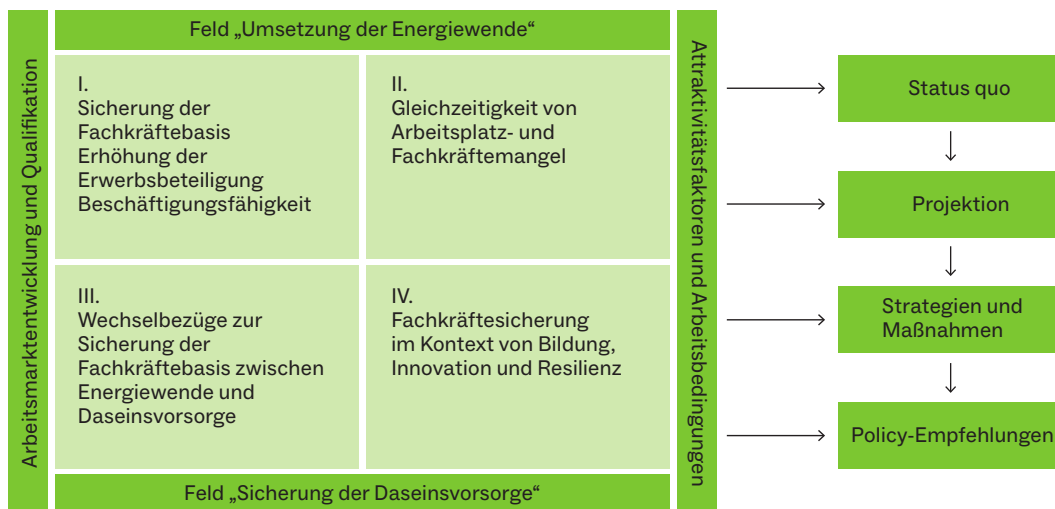 Feld „Umsetzung der Energiewende“
Arbeitsmarktentwicklung und Qualifikation
I.
Sicherung der
Fachkräftebasis
Erhöhung der
Erwerbsbeteiligung
Beschäftigungsfähigkeit
II.
Gleichzeitigkeit von
Arbeitsplatz- und
Fachkräftemangel
III.
Wechselbezüge zur
Sicherung der
Fachkräftebasis zwischen
Energiewende und
Daseinsvorsorge
IV.
Fachkräftesicherung
im Kontext von Bildung,
Innovation und Resilienz
Feld „Sicherung der Daseinsvorsorge“
Attraktivitätsfaktoren und Arbeitsbedingungen
Status quo
Projektion
Strategien und
Maßnahmen
Policy-Empfehlungen